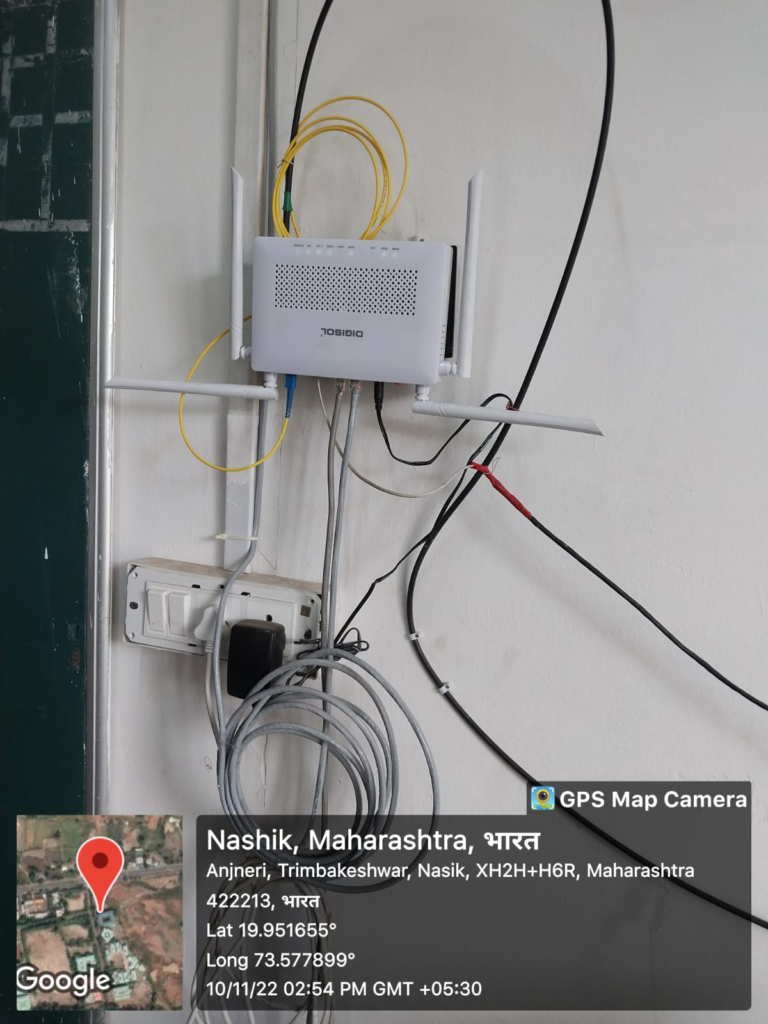 DIGISOL
GPS Map Camera
Nashik, Maharashtra, भारत
Anjneri, Trimbakeshwar, Nasik, XH2H+H6R, Maharashtra
422213, भारत
Lat 19.951655°
Long 73.577899°
10/11/22 02:54 PM GMT +05:30
Google